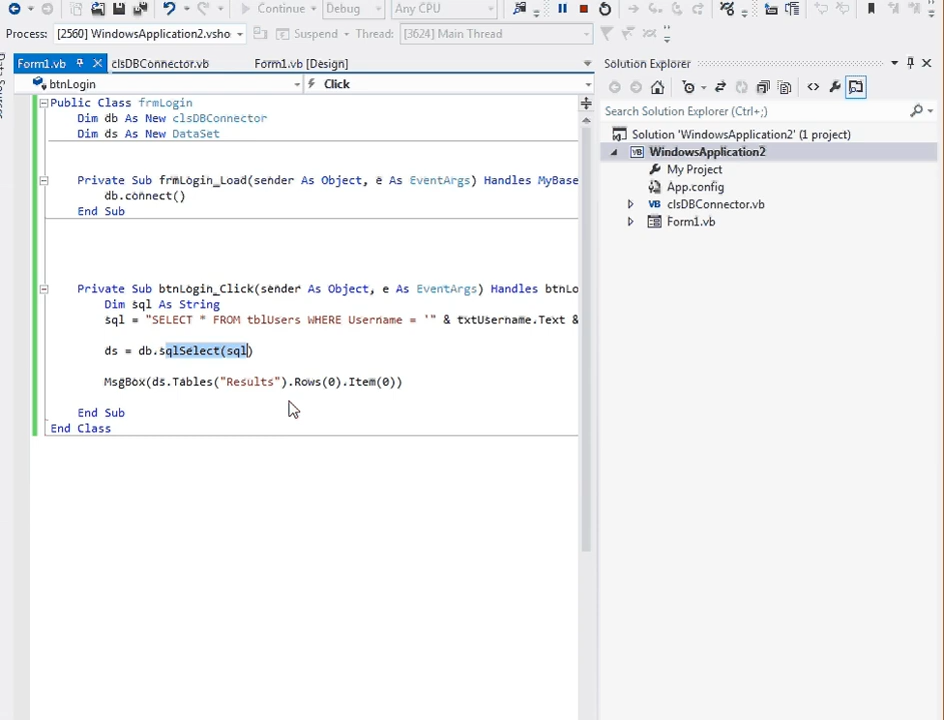 Continue
Debug
Any CPU
Process: [2560] WindowsApplication2.vsho
Suspend
Thread: [3624] Main Thread
Form1.vb
clsDBConnector.vb
Form1.vb [Design]
Solution Explorer
btnLogin
Click
Search Solution Explorer (Ctrl+;)
Solution 'WindowsApplication2' (1 project)
WindowsApplication2
My Project
App.config
clsDBConnector.vb
Form1.vb
Public Class frmLogin
Dim db As New clsDBConnector
Dim ds As New DataSet
Private Sub frmLogin_Load(sender As Object, e As EventArgs) Handles MyBase
db.connect()
End Sub
Private Sub btnLogin_Click(sender As Object, e As EventArgs) Handles btnLo
Dim sql As String
sql = "SELECT * FROM tblUsers WHERE Username = '" & txtUsername.Text &
ds = db.sqlSelect(sql)
MsgBox(ds.Tables("Results").Rows(0).Item(0))
End Sub
End Class